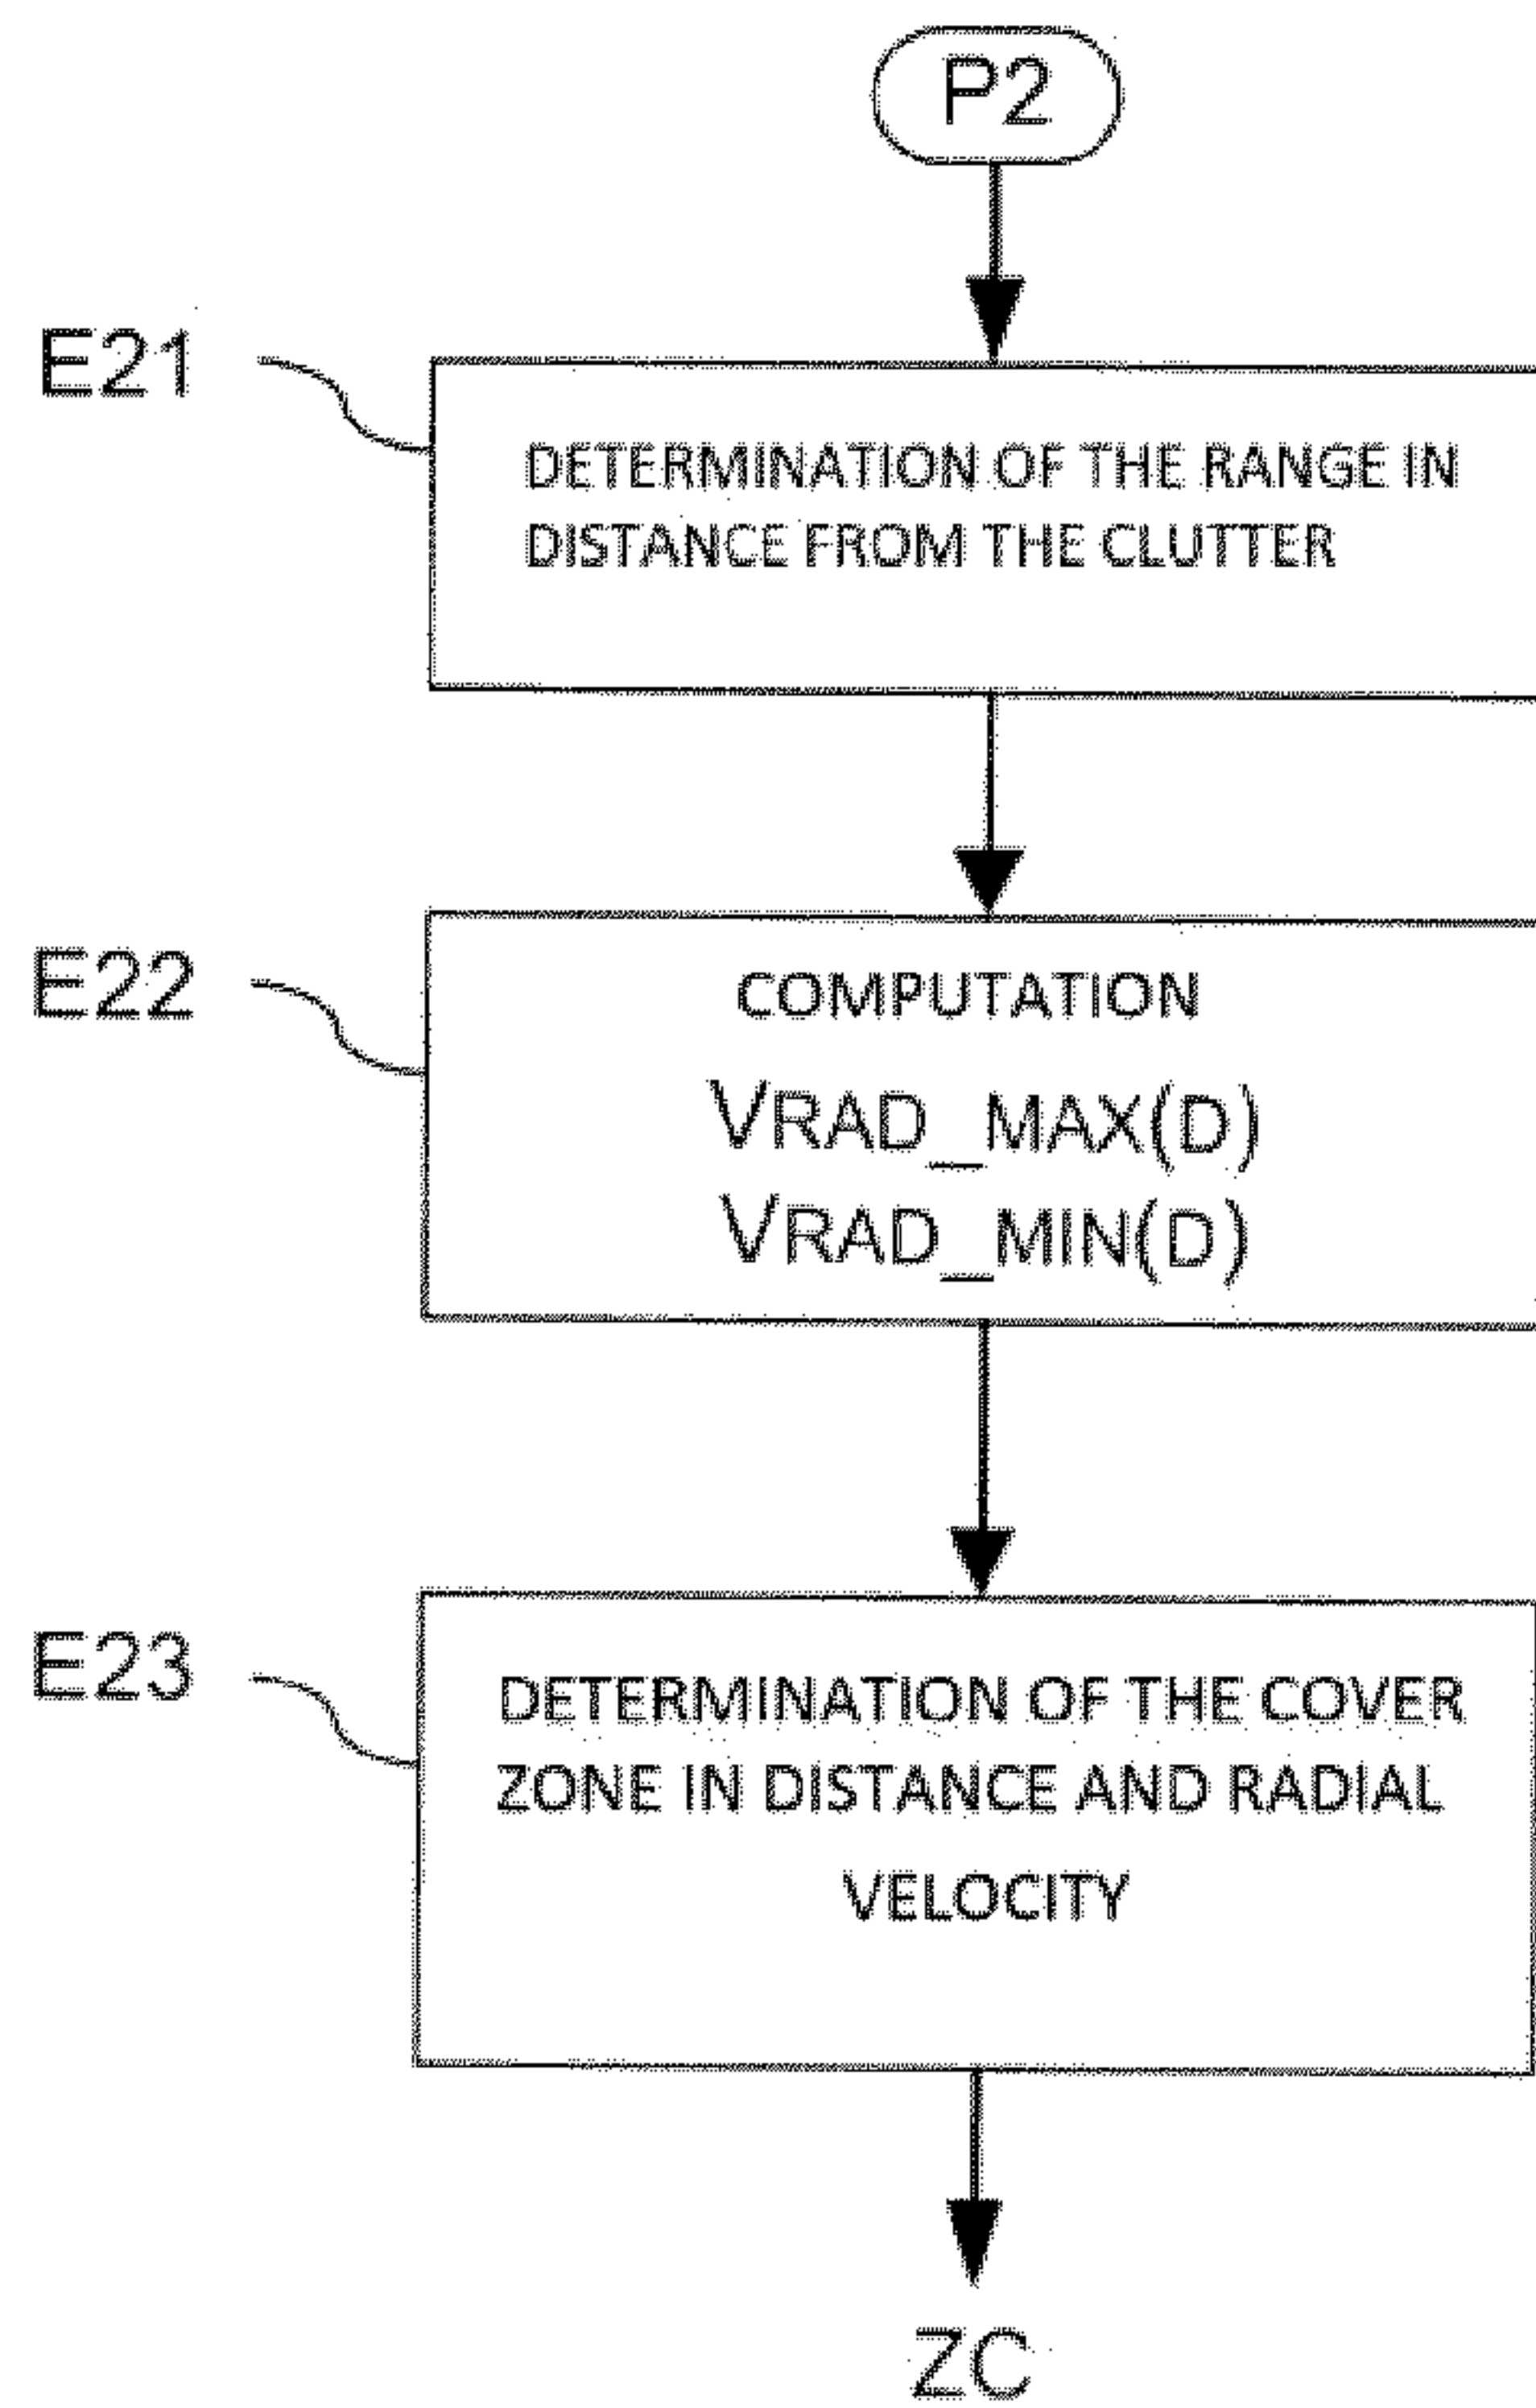 P2
E21
DETERMINATION OF THE RANGE IN
DISTANCE FROM THE CLUTTER
E22
COMPUTATION
VRAD_MAX(D)
VRAD_MIN(D)
E23
DETERMINATION OF THE COVER
ZONE IN DISTANCE AND RADIAL
VELOCITY
ZC